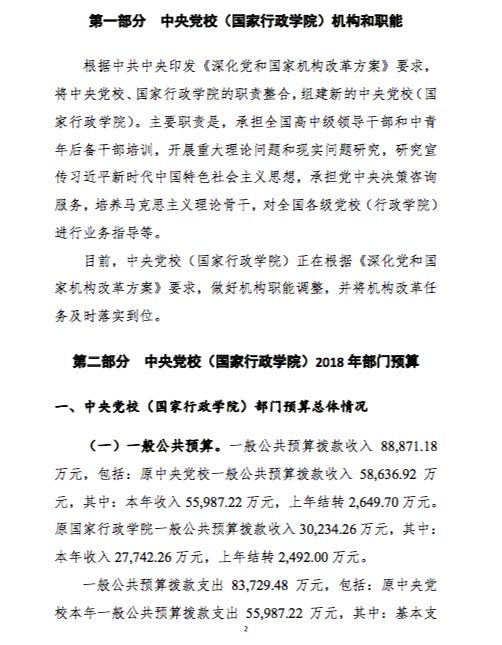 第一部分　中央党校（国家行政学院）机构和职能
根据中共中央印发《深化党和国家机构改革方案》要求，
将中央党校、国家行政学院的职责整合，组建新的中央党校（国
家行政学院）。主要职责是，承担全国高中级领导干部和中青
年后备干部培训，开展重大理论问题和现实问题研究，研究宣
传习近平新时代中国特色社会主义思想，承担党中央决策咨询
服务，培养马克思主义理论骨干，对全国各级党校（行政学院）
进行业务指导等。
目前，中央党校（国家行政学院）正在根据《深化党和国
家机构改革方案》要求，做好机构职能调整，并将机构改革任
务及时落实到位。
第二部分　中央党校（国家行政学院）2018 年部门预算
一、中央党校（国家行政学院）部门预算总体情况
（一）一般公共预算。一般公共预算拨款收入 88,871.18
万元，包括：原中央党校一般公共预算拨款收入 58,636.92 万
元，其中：本年收入 55,987.22 万元，上年结转 2,649.70 万元。
原国家行政学院一般公共预算拨款收入 30,234.26 万元，其中：
本年收入 27,742.26 万元，上年结转 2,492.00 万元。
一般公共预算拨款支出 83,729.48 万元，包括：原中央党
校本年一般公共预算拨款支出 55,987.22 万元，其中：基本支
2